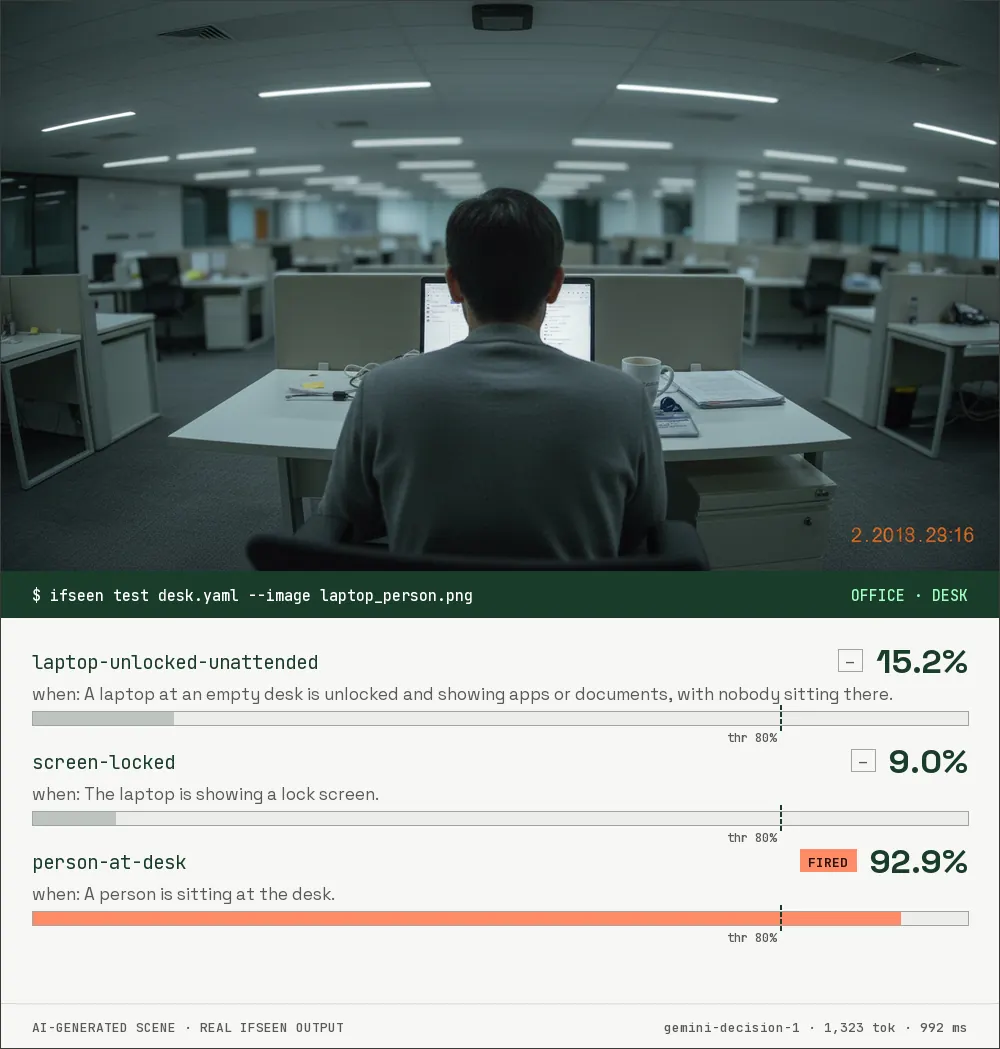 2.2013.23:16
$ ifseen test desk.yaml --image laptop_person.png
OFFICE · DESK
laptop-unlocked-unattended
– 15.2%
when: A laptop at an empty desk is unlocked and showing apps or documents, with nobody sitting there.
thr 80%
screen-locked
– 9.0%
when: The laptop is showing a lock screen.
thr 80%
person-at-desk
FIRED 92.9%
when: A person is sitting at the desk.
thr 80%
AI-GENERATED SCENE · REAL IFSEEN OUTPUT
gemini-decision-1 · 1,323 tok · 992 ms